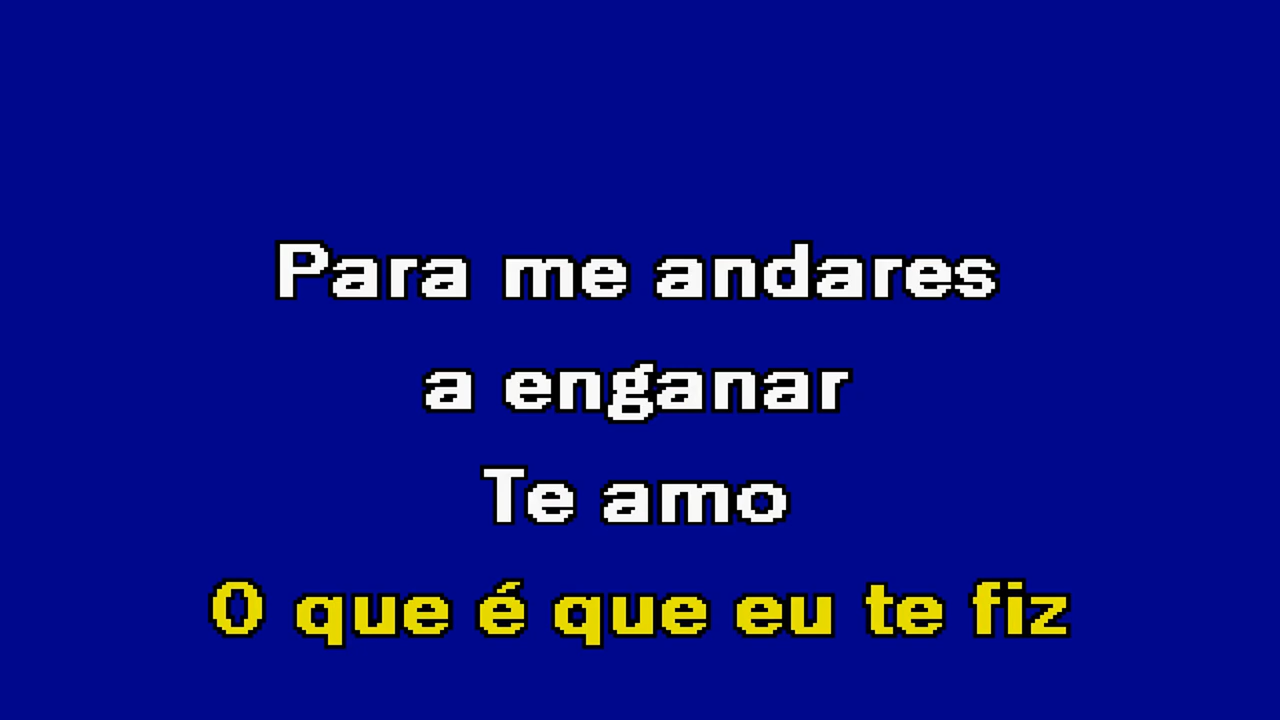 Para me andares
a enganar
Te amo
O que é que eu te fiz